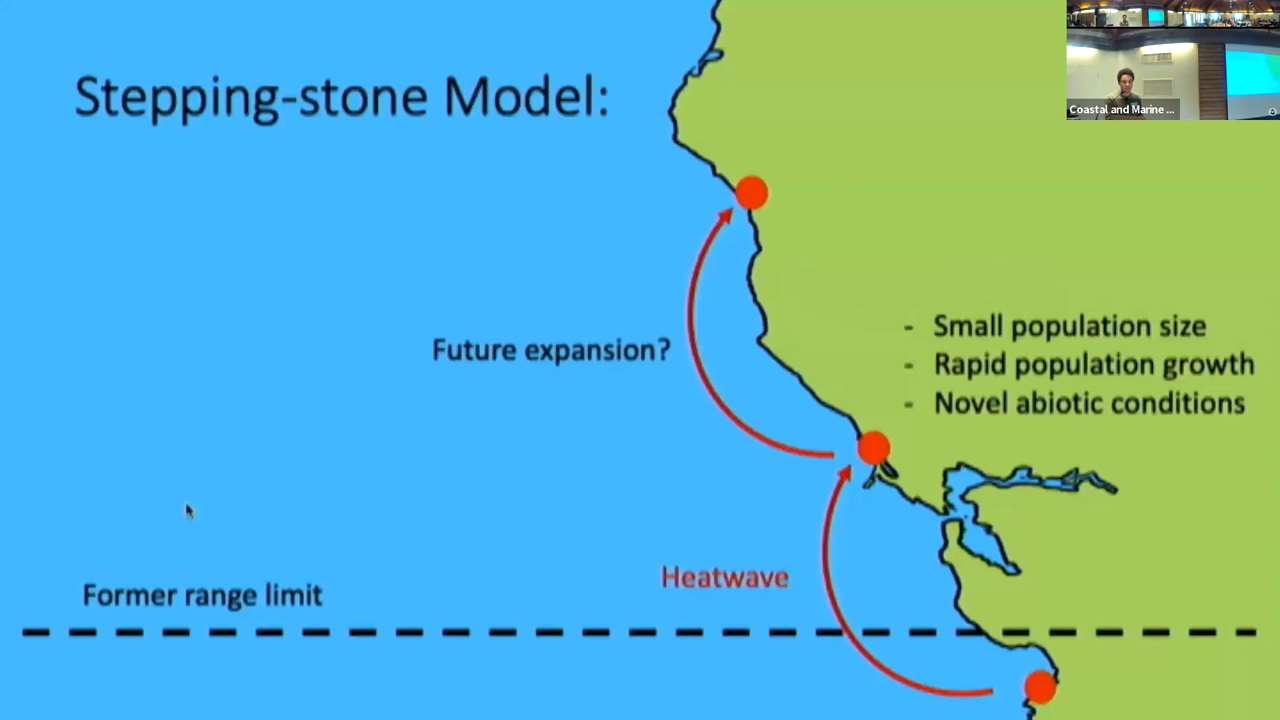 Stepping-stone Model:
Coastal and Marine ...
Future expansion?
- Small population size
- Rapid population growth
- Novel abiotic conditions
Heatwave
Former range limit